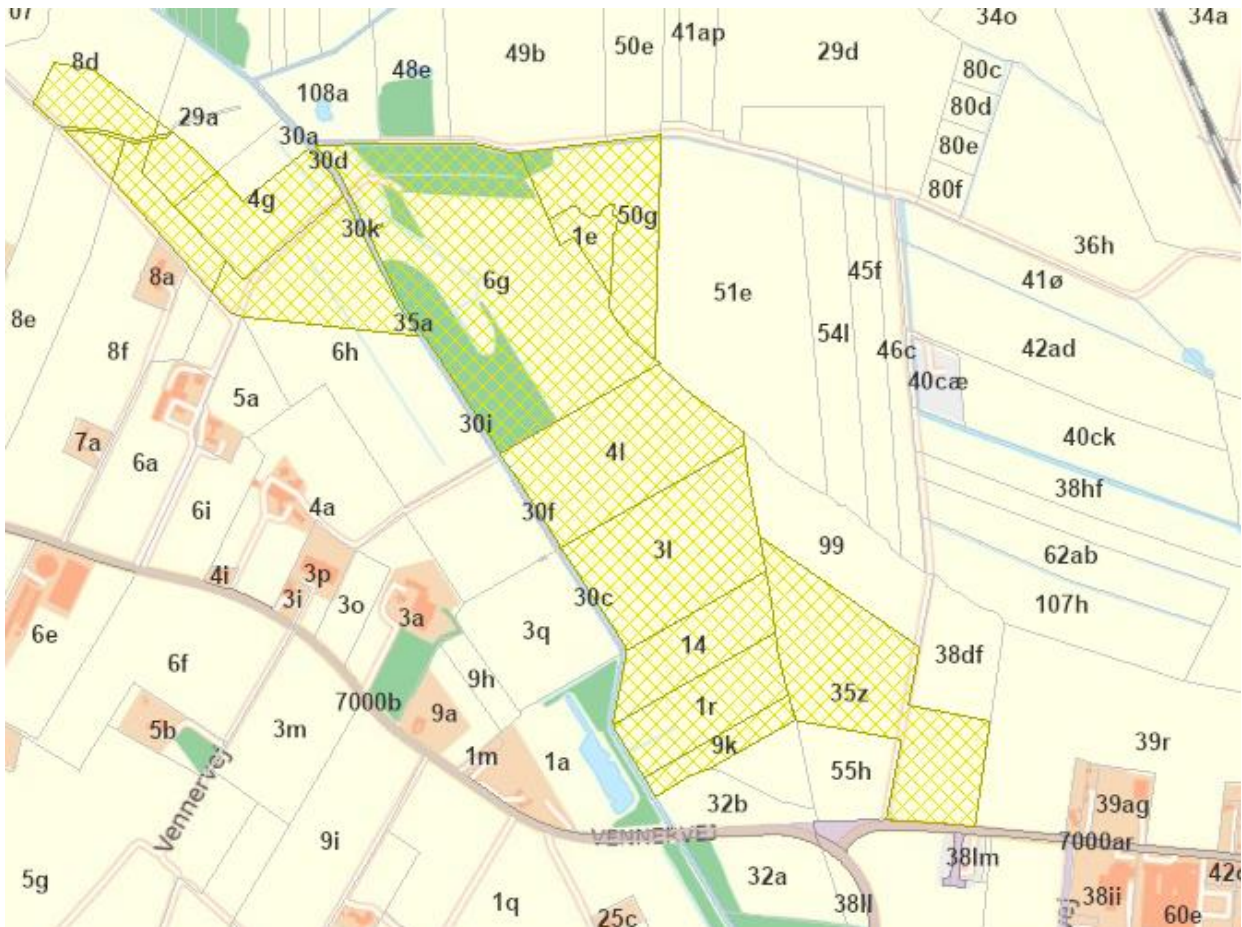 07
34o
34a
41ap
8d
49b
50e
29d
48e
80c
108a
80d
29a
30a
80e
30d
80f
4g
50g
30k
1e
36h
8a
6g
45f
41ø
51e
8e
35a
54l
8f
6h
46c
42ad
40cæ
5a
30i
7a
40ck
6a
4l
38hf
6i
4a
30f
99
3l
62ab
4i
3p
3i
30c
107h
3o
3a
6e
3q
14
38df
6f
9h
7000b
35z
1r
5b
3m
9a
9k
39r
1m
1a
55h
Vennervej
32b
39ag
VENNERVEJ
7000ar
9i
38lm
5g
32a
1q
38ll
38ii
25c
60e